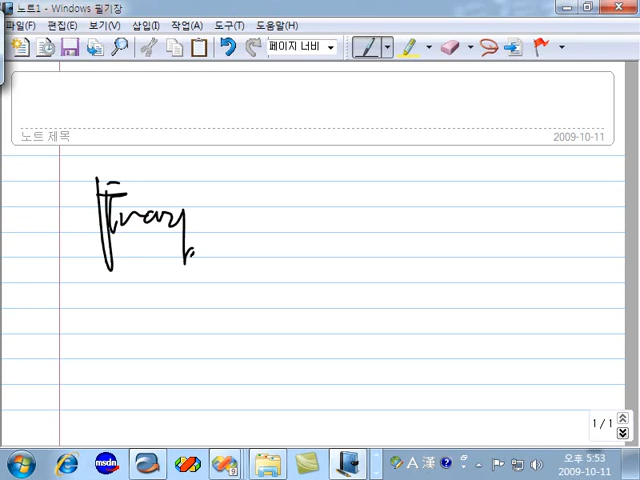 노트1 - Windows 필기장
파일(F) 편집(E) 보기(V) 삽입(I) 작업(A) 도구(T) 도움말(H)
페이지 너비
노트 제목 2009-10-11
1 / 1
msdn A 漢 오후 5:53
2009-10-11